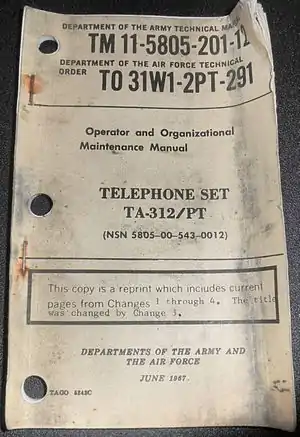 DEPARTMENT OF THE ARMY TECHNICAL
TM 11-5805-201-12
DEPARTMENT OF THE AIR FORCE TECHNICAL
ORDER TO 31W1-2PT-291
Operator and Organizational
Maintenance Manual
TELEPHONE SET
TA-312/PT
(NSN 5805-00-543-0012)
This copy is a reprint which includes current
pages from Changes 1 through 4. The title
was changed by Change 3.
DEPARTMENTS OF THE ARMY AND
THE AIR FORCE
JUNE 1967
TAGO